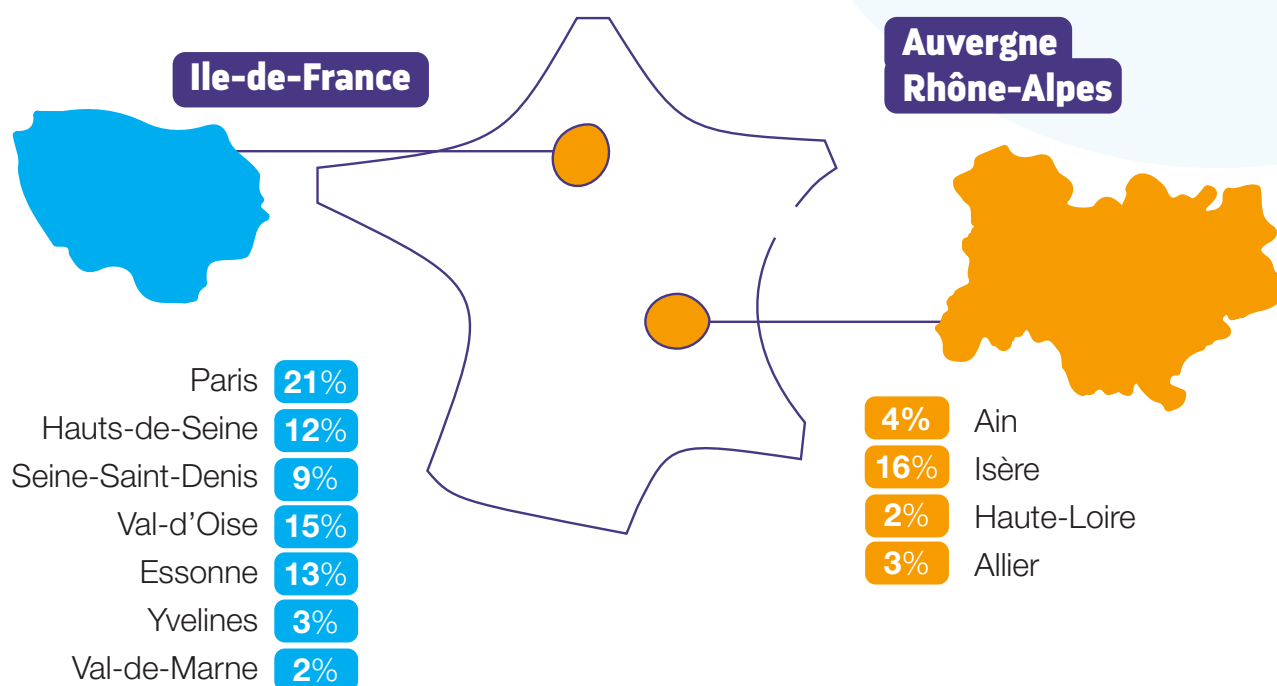 Ile-de-France
Auvergne
Rhône-Alpes
Paris 21%
Hauts-de-Seine 12%
Seine-Saint-Denis 9%
Val-d’Oise 15%
Essonne 13%
Yvelines 3%
Val-de-Marne 2%
4% Ain
16% Isère
2% Haute-Loire
3% Allier